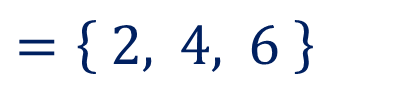 = { 2, 4, 6 }